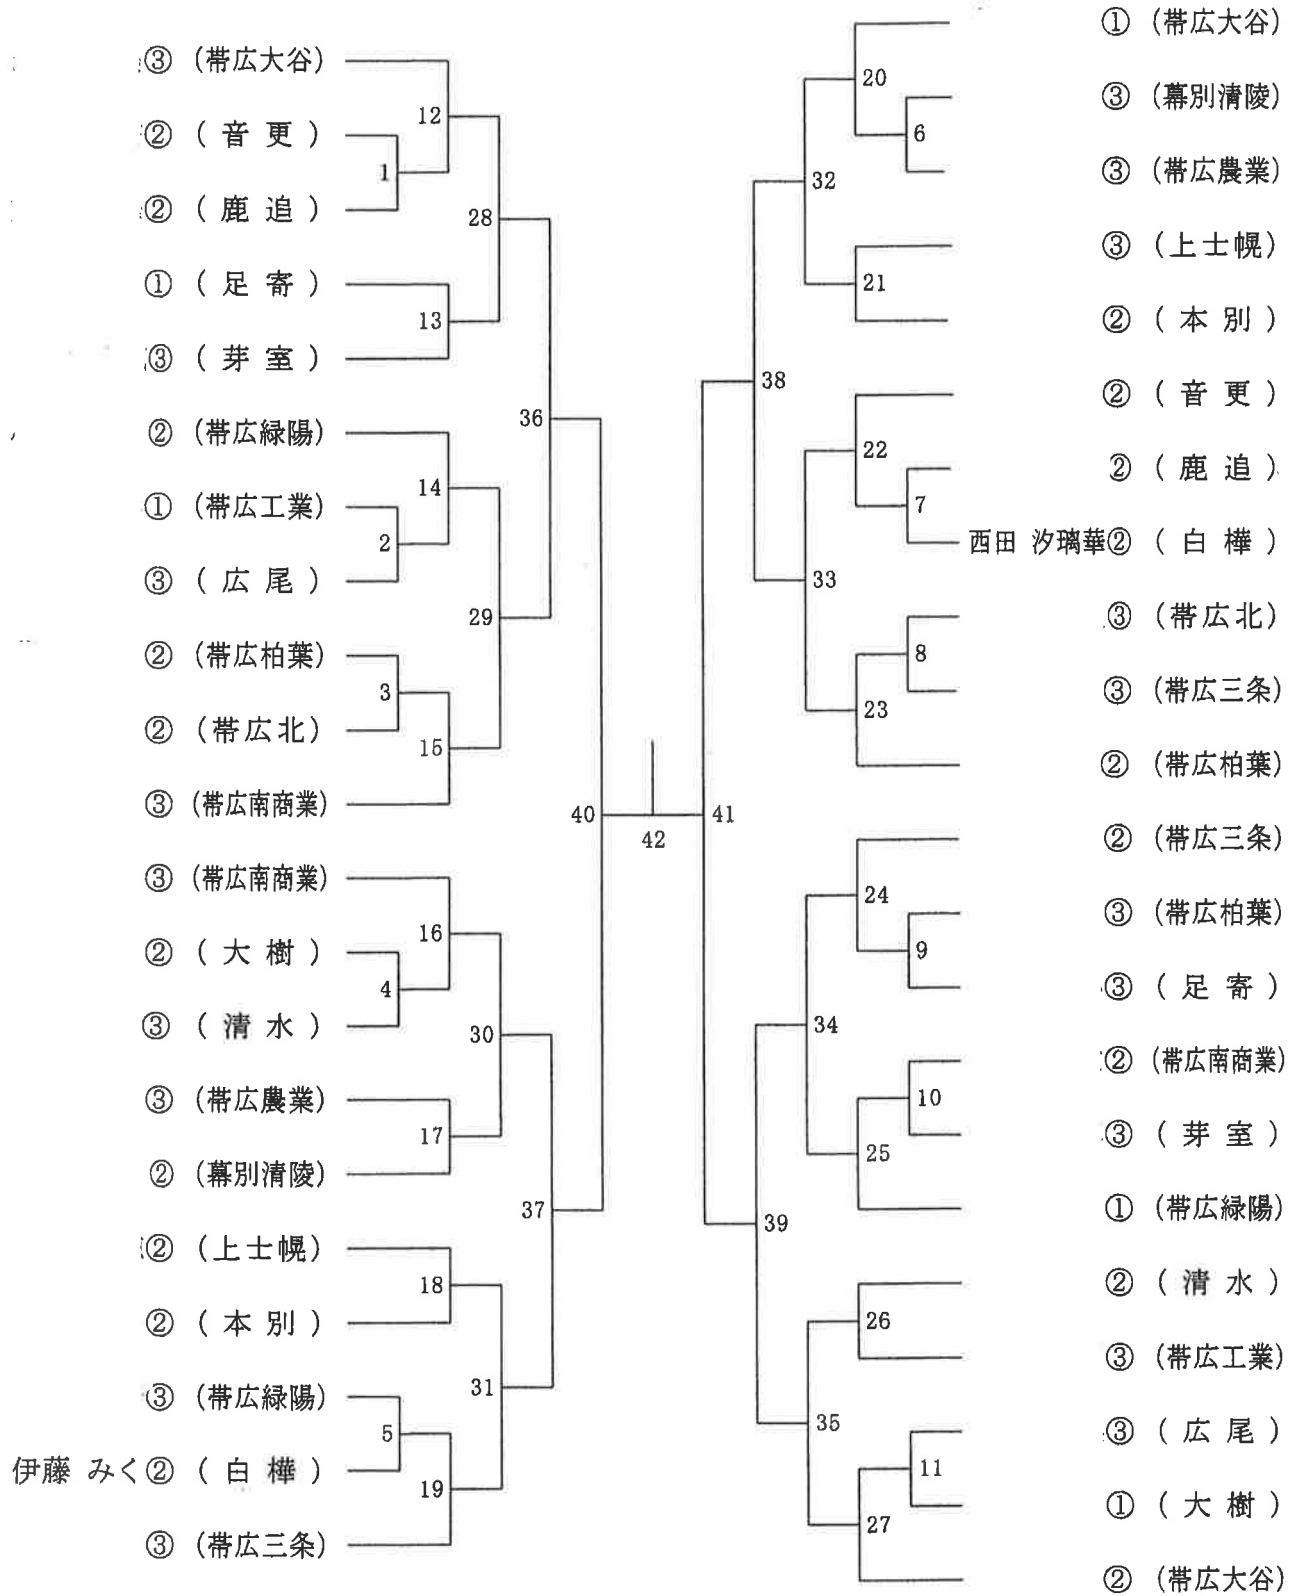 ③ (帯広大谷)
② (音更)
② (鹿追)
① (足寄)
③ (芽室)
② (帯広緑陽)
① (帯広工業)
③ (広尾)
② (帯広柏葉)
② (帯広北)
③ (帯広南商業)
③ (帯広南商業)
② (大樹)
③ (清水)
③ (帯広農業)
② (幕別清陵)
② (上士幌)
② (本別)
③ (帯広緑陽)
伊藤 みく② (白樺)
③ (帯広三条)
1
2
3
4
5
12
13
14
15
16
17
18
19
28
29
30
31
36
37
40
42
41
38
39
32
33
34
35
20
21
22
23
24
25
26
27
6
7
8
9
10
11
① (帯広大谷)
③ (幕別清陵)
③ (帯広農業)
③ (上士幌)
② (本別)
② (音更)
② (鹿追)
西田 汐璃華② (白樺)
③ (帯広北)
③ (帯広三条)
② (帯広柏葉)
② (帯広三条)
③ (帯広柏葉)
③ (足寄)
② (帯広南商業)
③ (芽室)
① (帯広緑陽)
② (清水)
③ (帯広工業)
③ (広尾)
① (大樹)
② (帯広大谷)